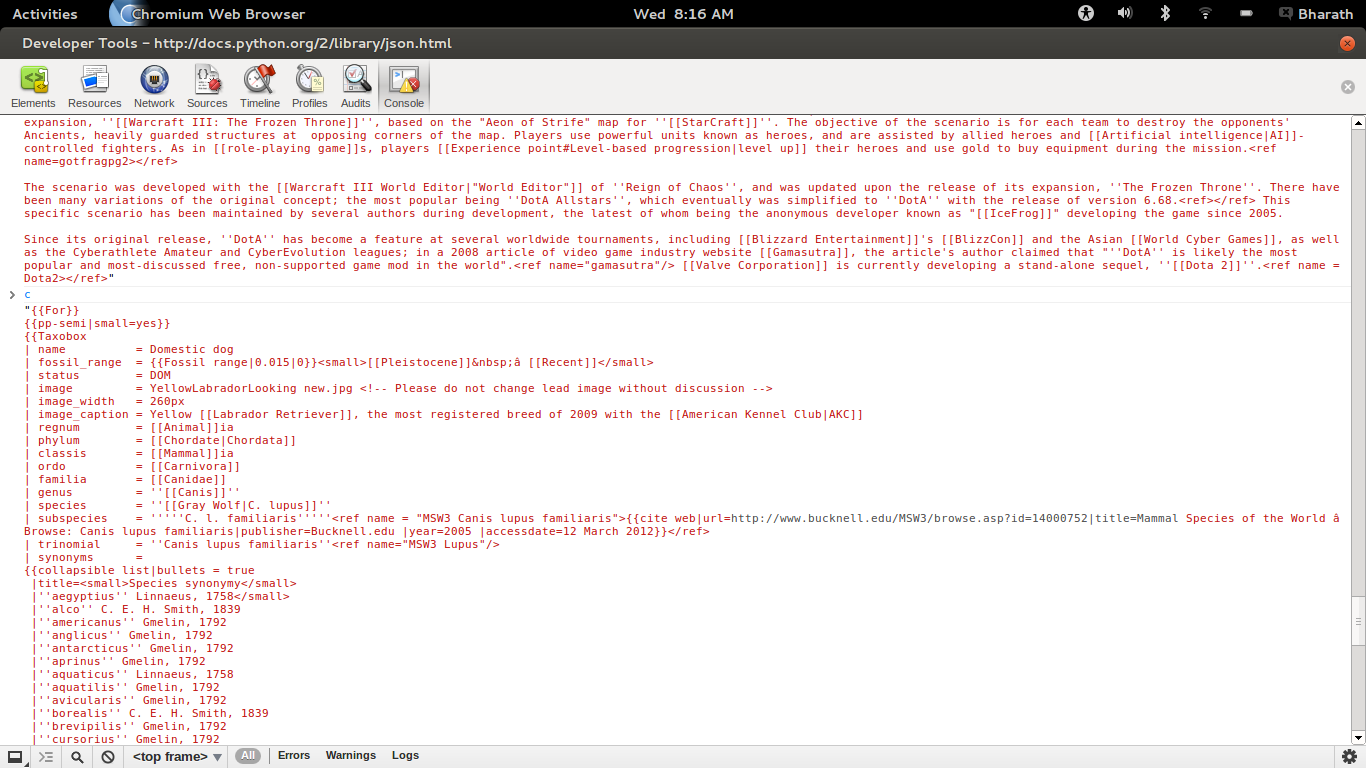 Activities Chromium Web Browser Wed 8:16 AM Bharath
Developer Tools - http://docs.python.org/2/library/json.html
Elements Resources Network Sources Timeline Profiles Audits Console
expansion, ''[[Warcraft III: The Frozen Throne]]'', based on the "Aeon of Strife" map for ''[[StarCraft]]''. The objective of the scenario is for each team to destroy the opponents'
Ancients, heavily guarded structures at  opposing corners of the map. Players use powerful units known as heroes, and are assisted by allied heroes and [[Artificial intelligence|AI]]-
controlled fighters. As in [[role-playing game]]s, players [[Experience point#Level-based progression|level up]] their heroes and use gold to buy equipment during the mission.<ref
name=gotfragpg2></ref>
The scenario was developed with the [[Warcraft III World Editor|"World Editor"]] of ''Reign of Chaos'', and was updated upon the release of its expansion, ''The Frozen Throne''. There have
been many variations of the original concept; the most popular being ''DotA Allstars'', which eventually was simplified to ''DotA'' with the release of version 6.68.<ref></ref> This
specific scenario has been maintained by several authors during development, the latest of whom being the anonymous developer known as "[[IceFrog]]" developing the game since 2005.
Since its original release, ''DotA'' has become a feature at several worldwide tournaments, including [[Blizzard Entertainment]]'s [[BlizzCon]] and the Asian [[World Cyber Games]], as well
as the Cyberathlete Amateur and CyberEvolution leagues; in a 2008 article of video game industry website [[Gamasutra]], the article's author claimed that "''DotA'' is likely the most
popular and most-discussed free, non-supported game mod in the world".<ref name="gamasutra"/> [[Valve Corporation]] is currently developing a stand-alone sequel, ''[[Dota 2]]''.<ref name =
Dota2></ref>"
> c
"{{For}}
{{pp-semi|small=yes}}
{{Taxobox
| name          = Domestic dog
| fossil_range  = {{Fossil range|0.015|0}}<small>[[Pleistocene]]&nbsp;â [[Recent]]</small>
| status        = DOM
| image         = YellowLabradorLooking new.jpg <!-- Please do not change lead image without discussion -->
| image_width   = 260px
| image_caption = Yellow [[Labrador Retriever]], the most registered breed of 2009 with the [[American Kennel Club|AKC]]
| regnum        = [[Animal]]ia
| phylum        = [[Chordate|Chordata]]
| classis       = [[Mammal]]ia
| ordo          = [[Carnivora]]
| familia       = [[Canidae]]
| genus         = ''[[Canis]]''
| species       = ''[[Gray Wolf|C. lupus]]''
| subspecies    = '''''C. l. familiaris'''''<ref name = "MSW3 Canis lupus familiaris">{{cite web|url=http://www.bucknell.edu/MSW3/browse.asp?id=14000752|title=Mammal Species of the World â
Browse: Canis lupus familiaris|publisher=Bucknell.edu |year=2005 |accessdate=12 March 2012}}</ref>
| trinomial     = ''Canis lupus familiaris''<ref name="MSW3 Lupus"/>
| synonyms      =
{{collapsible list|bullets = true
|title=<small>Species synonymy</small>
|''aegyptius'' Linnaeus, 1758</small>
|''alco'' C. E. H. Smith, 1839
|''americanus'' Gmelin, 1792
|''anglicus'' Gmelin, 1792
|''antarcticus'' Gmelin, 1792
|''aprinus'' Gmelin, 1792
|''aquaticus'' Linnaeus, 1758
|''aquatilis'' Gmelin, 1792
|''avicularis'' Gmelin, 1792
|''borealis'' C. E. H. Smith, 1839
|''brevipilis'' Gmelin, 1792
|''cursorius'' Gmelin, 1792
<top frame> All Errors Warnings Logs